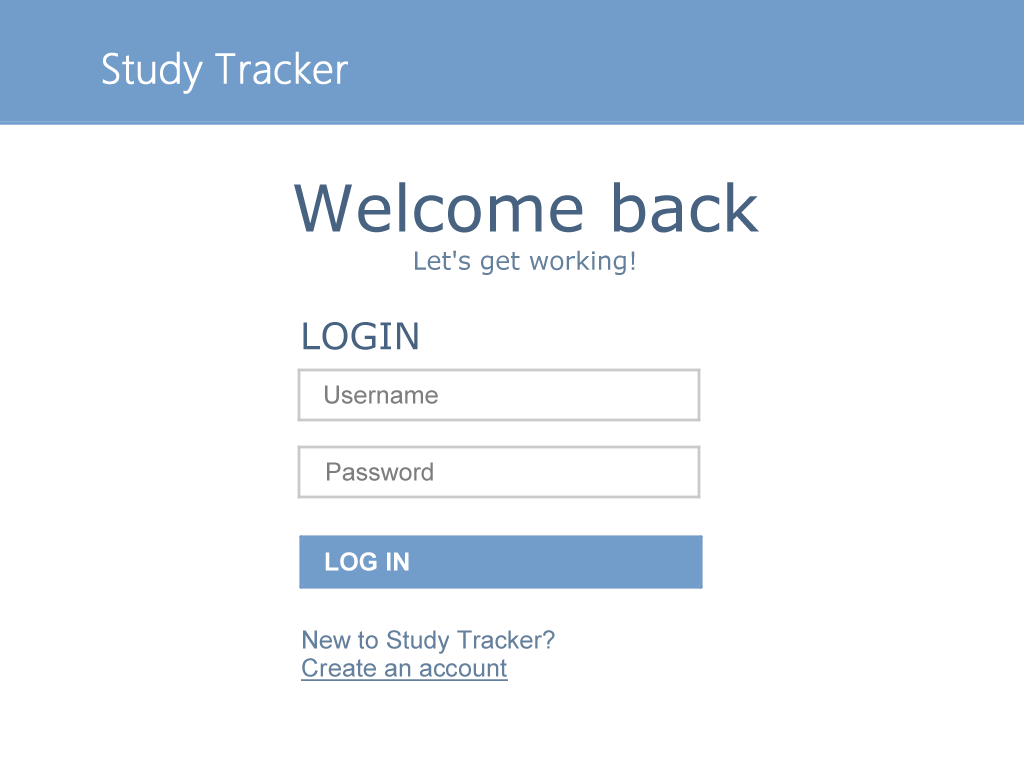 Study Tracker
Welcome back
Let's get working!
LOGIN
Username
Password
LOG IN
New to Study Tracker?
Create an account